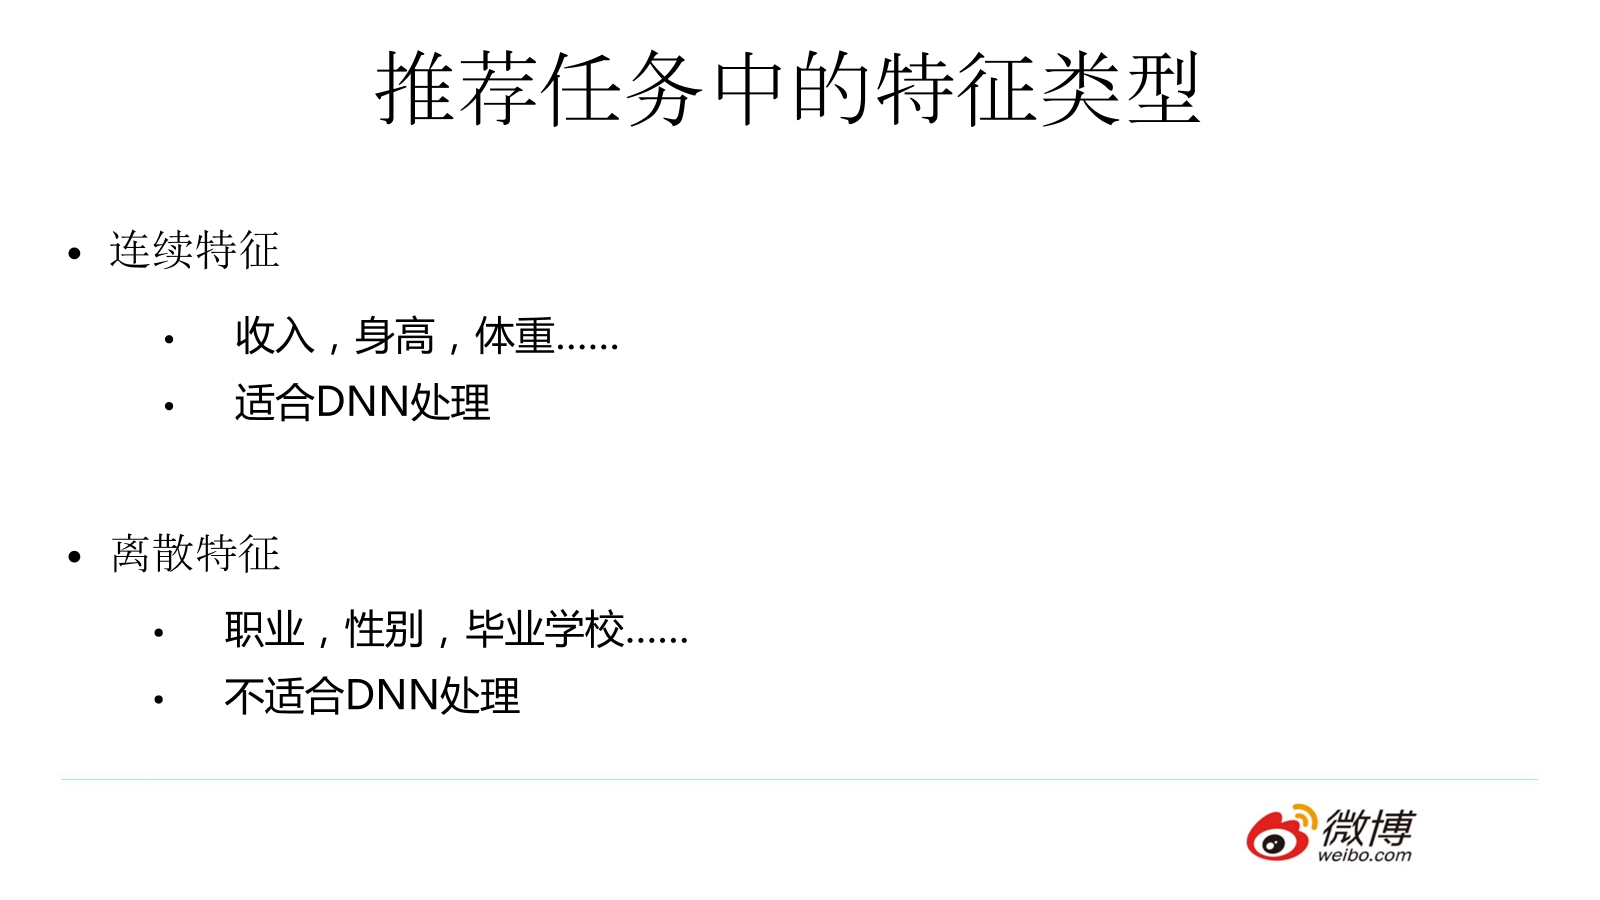 推荐任务中的特征类型
• 连续特征
• 收入，身高，体重……
• 适合DNN处理
• 离散特征
• 职业，性别，毕业学校……
• 不适合DNN处理
微博
weibo.com